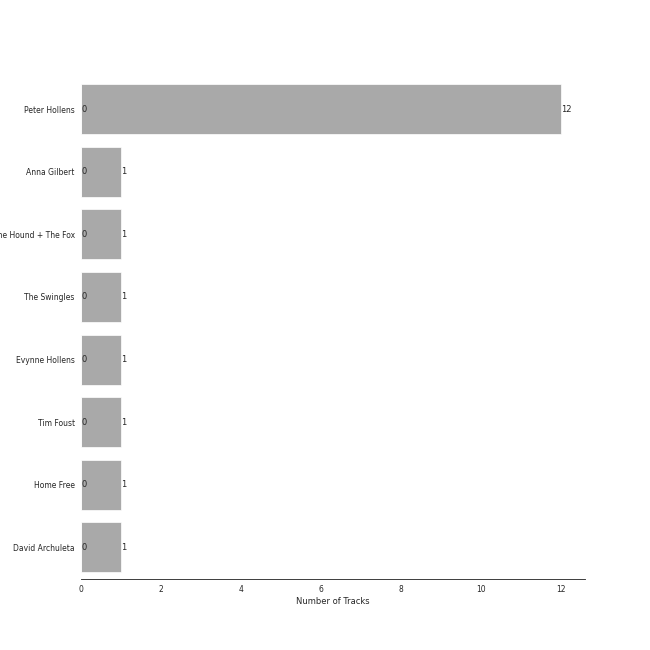 Peter Hollens 0 12
Anna Gilbert 0 1
he Hound + The Fox 0 1
The Swingles 0 1
Evynne Hollens 0 1
Tim Foust 0 1
Home Free 0 1
David Archuleta 0 1
0 2 4 6 8 10 12
Number of Tracks